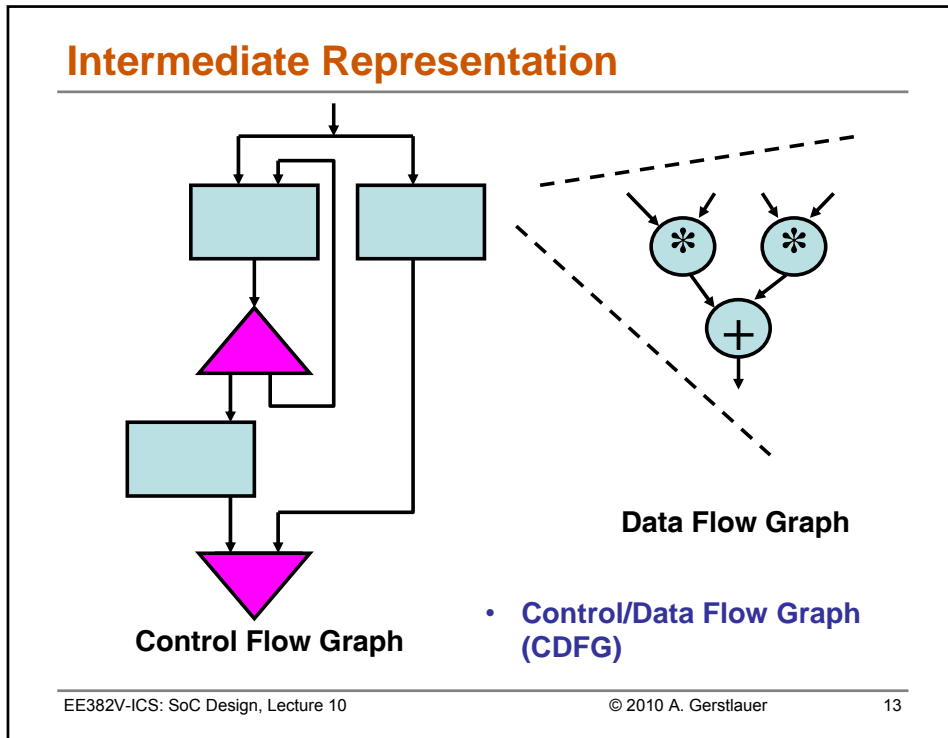 Intermediate Representation
* *
+
Data Flow Graph
Control Flow Graph
• Control/Data Flow Graph
(CDFG)
EE382V-ICS: SoC Design, Lecture 10 © 2010 A. Gerstlauer 13